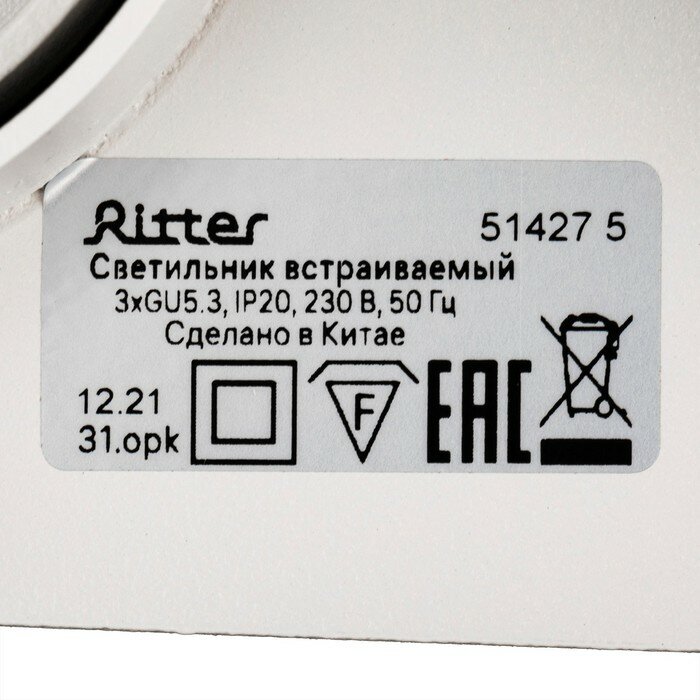 Ritter 51427 5
Светильник встраиваемый
3xGU5.3, IP20, 230 В, 50 Гц
Сделано в Китае
12.21
31.opk
F
EAC